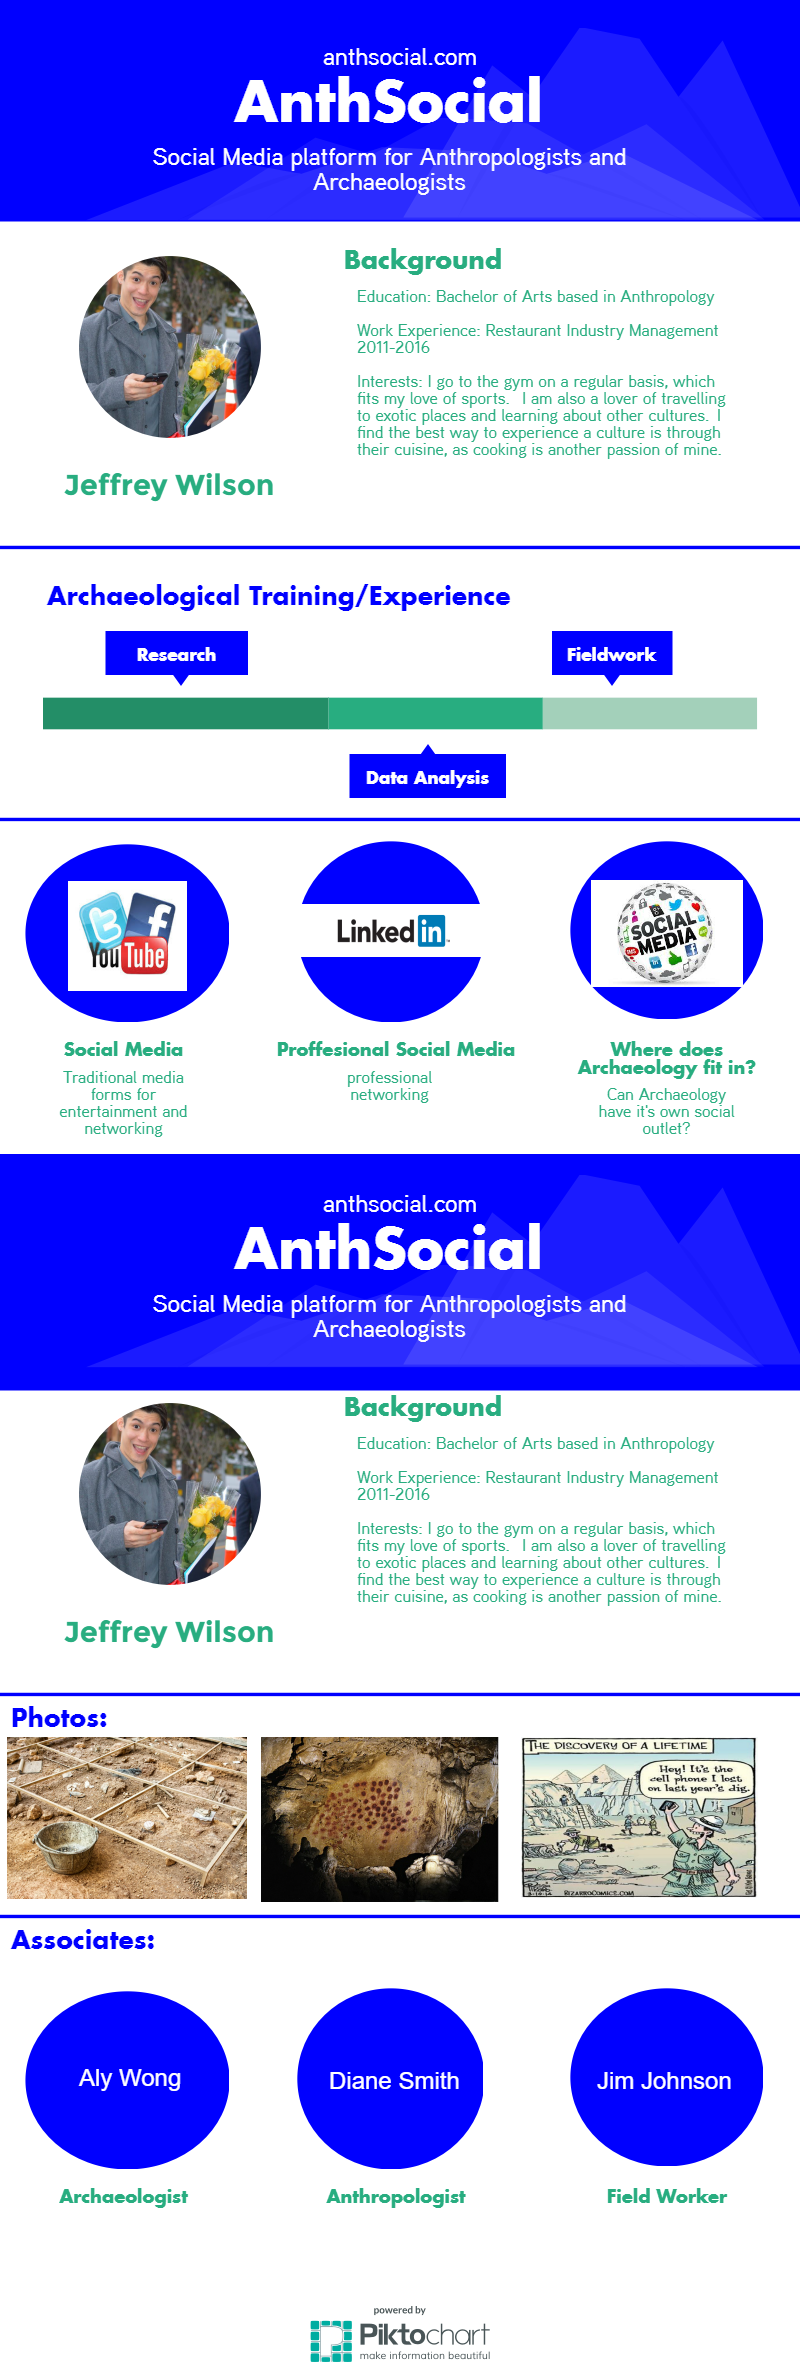 anthsocial.com
AnthSocial
Social Media platform for Anthropologists and
Archaeologists
Background
Education: Bachelor of Arts based in Anthropology
Work Experience: Restaurant Industry Management
2011-2016
Interests: I go to the gym on a regular basis, which
fits my love of sports. I am also a lover of travelling
to exotic places and learning about other cultures. I
find the best way to experience a culture is through
their cuisine, as cooking is another passion of mine.
Jeffrey Wilson
Archaeological Training/Experience
Research
Fieldwork
Data Analysis
YouTube
Linked in
SOCIAL
MEDIA
Social Media
Traditional media
forms for
entertainment and
networking
Proffesional Social Media
professional
networking
Where does
Archaeology fit in?
Can Archaeology
have it's own social
outlet?
anthsocial.com
AnthSocial
Social Media platform for Anthropologists and
Archaeologists
Background
Education: Bachelor of Arts based in Anthropology
Work Experience: Restaurant Industry Management
2011-2016
Interests: I go to the gym on a regular basis, which
fits my love of sports. I am also a lover of travelling
to exotic places and learning about other cultures. I
find the best way to experience a culture is through
their cuisine, as cooking is another passion of mine.
Jeffrey Wilson
Photos:
THE DISCOVERY OF A LIFETIME
Hey! It's the
cell phone I lost
on last year's dig.
BIZARROCOMICS.COM
Associates:
Aly Wong
Diane Smith
Jim Johnson
Archaeologist
Anthropologist
Field Worker
powered by
Piktochart
make information beautiful